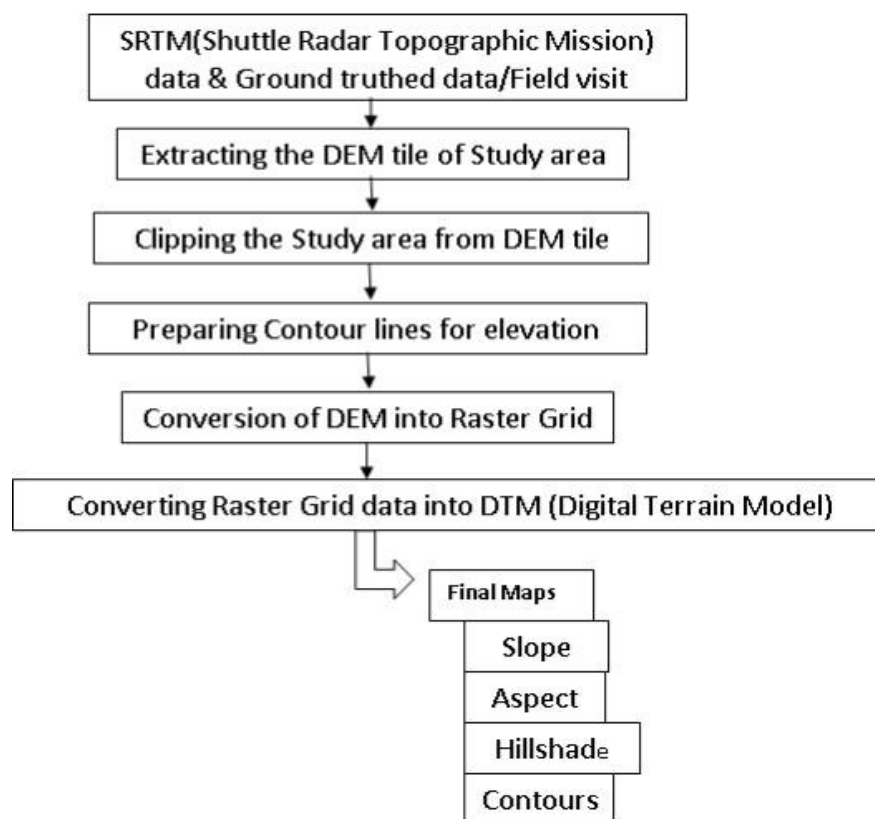 SRTM(Shuttle Radar Topographic Mission)
data & Ground truthed data/Field visit
Extracting the DEM tile of Study area
Clipping the Study area from DEM tile
Preparing Contour lines for elevation
Conversion of DEM into Raster Grid
Converting Raster Grid data into DTM (Digital Terrain Model)
Final Maps
Slope
Aspect
Hillshade
Contours